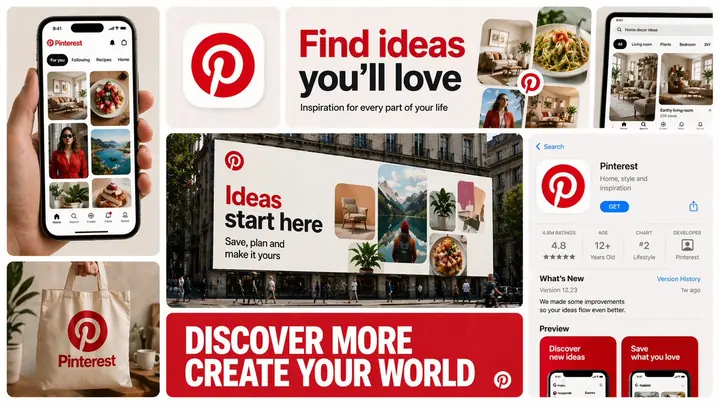 9:41
Pinterest
For you
Following
Recipes
Home
Home
Search
Create
Find ideas
you'll love
Inspiration for every part of your life
Home decor ideas
All
Living room
Plants
Bedroom
DIY
Earthy living room
Ideas
start here
Save, plan and
make it yours
Pinterest
DISCOVER MORE
CREATE YOUR WORLD
Search
Pinterest
Home, style and
inspiration
GET
4.8M RATINGS
4.8
★★★★★
AGE
12+
Years Old
CHART
#2
Lifestyle
DEVELOPER
Pinterest
What's New
Version History
Version 12.23
1w ago
We made some improvements
so your ideas flow even better.
Preview
Discover
new ideas
Save
what you love